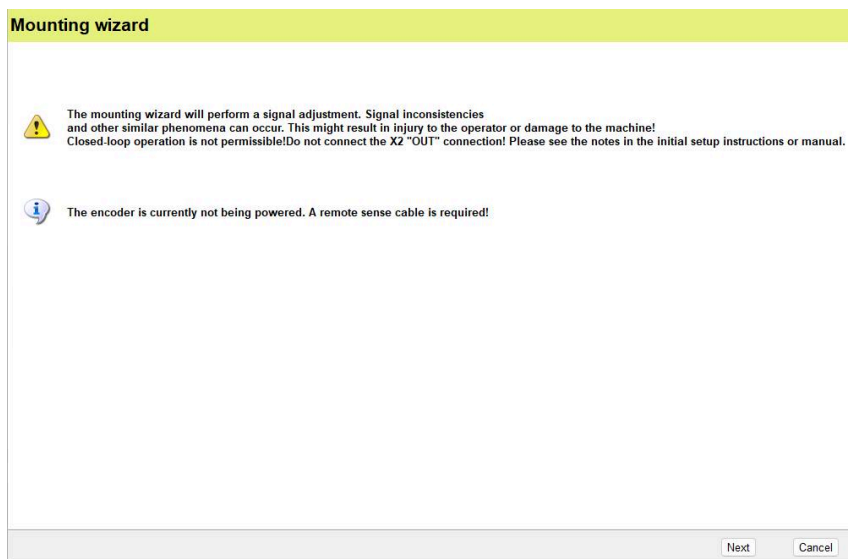 Mounting wizard
The mounting wizard will perform a signal adjustment. Signal inconsistencies
and other similar phenomena can occur. This might result in injury to the operator or damage to the machine!
Closed-loop operation is not permissible!Do not connect the X2 "OUT" connection! Please see the notes in the initial setup instructions or manual.
The encoder is currently not being powered. A remote sense cable is required!
Next Cancel